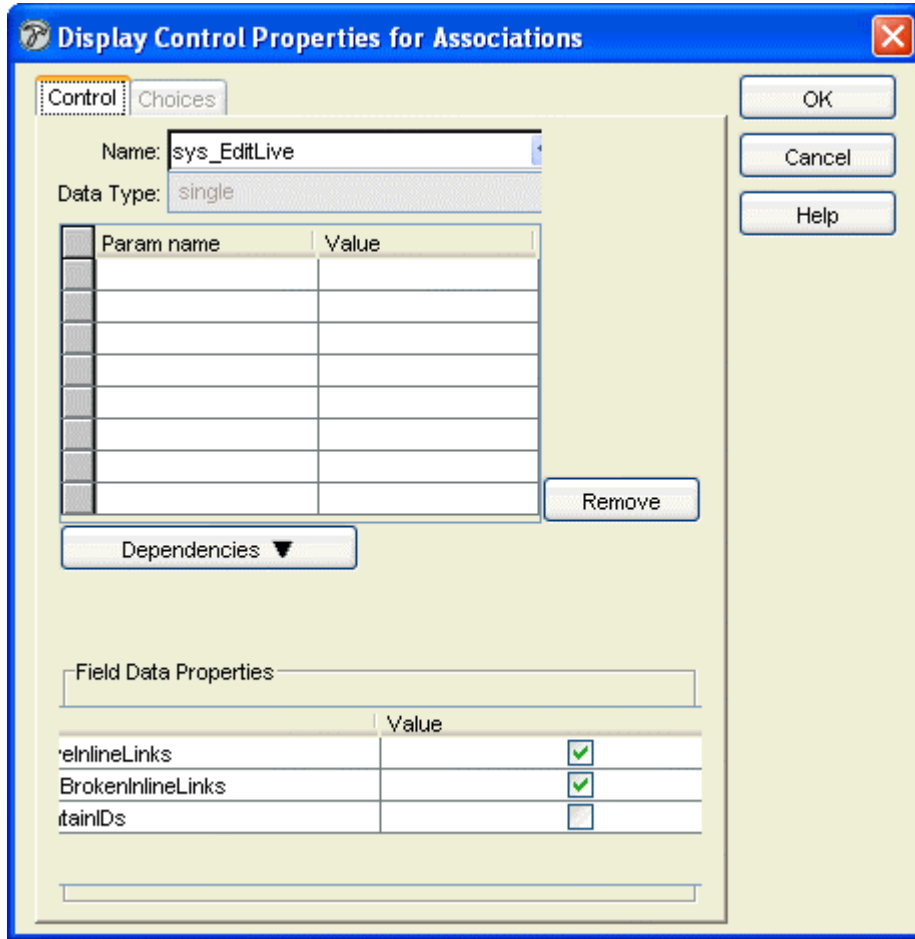 Display Control Properties for Associations
Control Choices
OK
Name: sys_EditLive
Cancel
Data Type: single
Help
Param name Value
Remove
Dependencies ▼
Field Data Properties
Value
eInlineLinks
BrokenInlineLinks
tainIDs